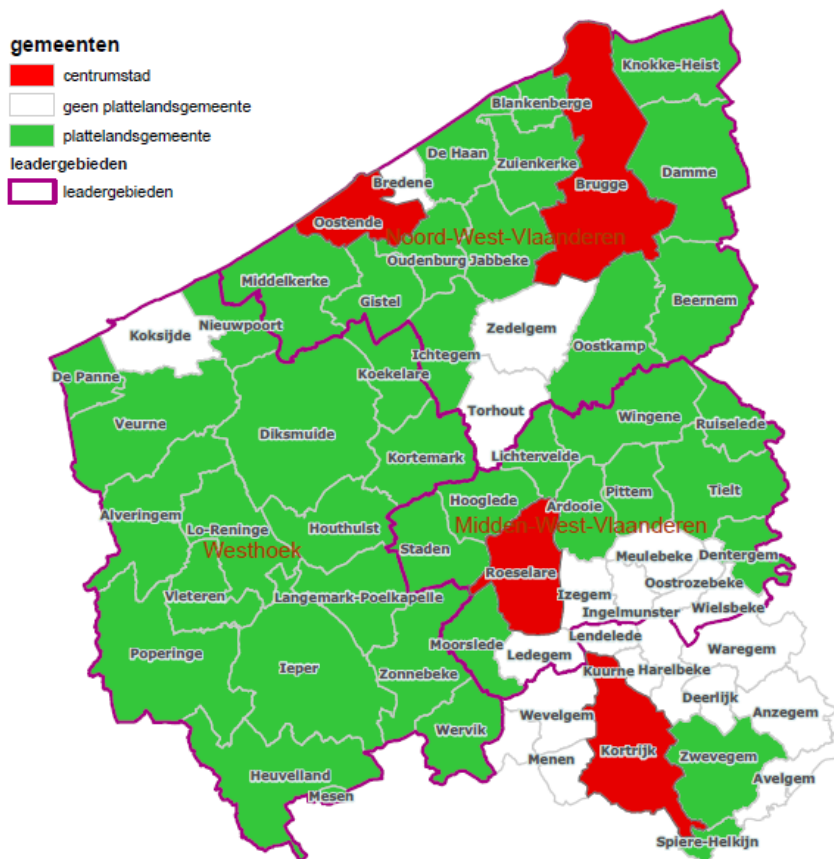 gemeenten
centrumstad
geen plattelandsgemeente
plattelandsgemeente
leadergebieden
leadergebieden
Knokke-Heist
Blankenberge
De Haan
Zuienkerke
Damme
Bredene
Brugge
Oostende
Noord-West-Vlaanderen
Oudenburg
Jabbeke
Middelkerke
Gistel
Beernem
Nieuwpoort
Koksijde
Zedelgem
Oostkamp
Ichtegem
De Panne
Koekelare
Torhout
Wingene
Veurne
Diksmuide
Ruiselede
Kortemark
Lichtervelde
Pittem
Tielt
Hooglede
Ardooie
Alveringem
Lo-Reninge
Houthulst
Midden-West-Vlaanderen
Westhoek
Staden
Meulebeke
Dentergem
Roeselare
Oostrozebeke
Vleteren
Langemark-Poelkapelle
Izegem
Ingelmunster
Wielsbeke
Lendelede
Moorslede
Waregem
Poperinge
Ieper
Ledegem
Zonnebeke
Kuurne
Harelbeke
Deerlijk
Anzegem
Wevelgem
Wervik
Kortrijk
Zwevegem
Menen
Heuvelland
Avelgem
Mesen
Spiere-Helkijn